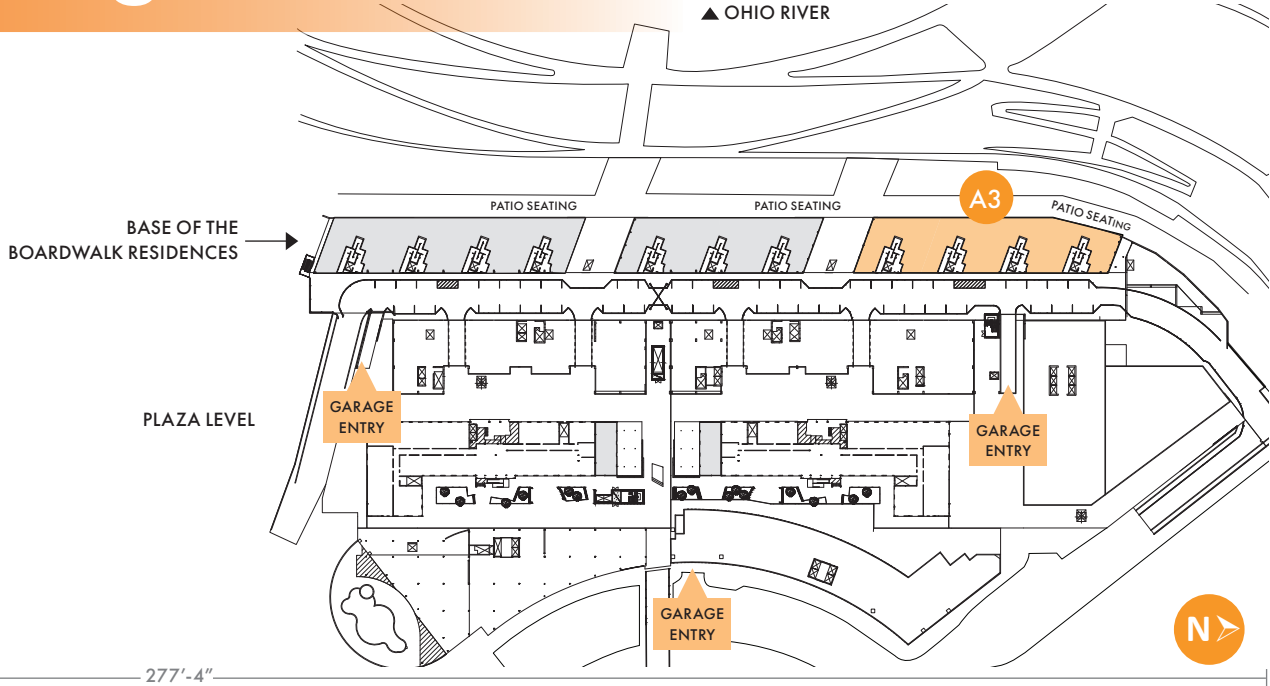 ▲ OHIO RIVER
A3
PATIO SEATING
PATIO SEATING
PATIO SEATING
BASE OF THE
BOARDWALK RESIDENCES
PLAZA LEVEL
GARAGE
ENTRY
GARAGE
ENTRY
GARAGE
ENTRY
N
277’-4”